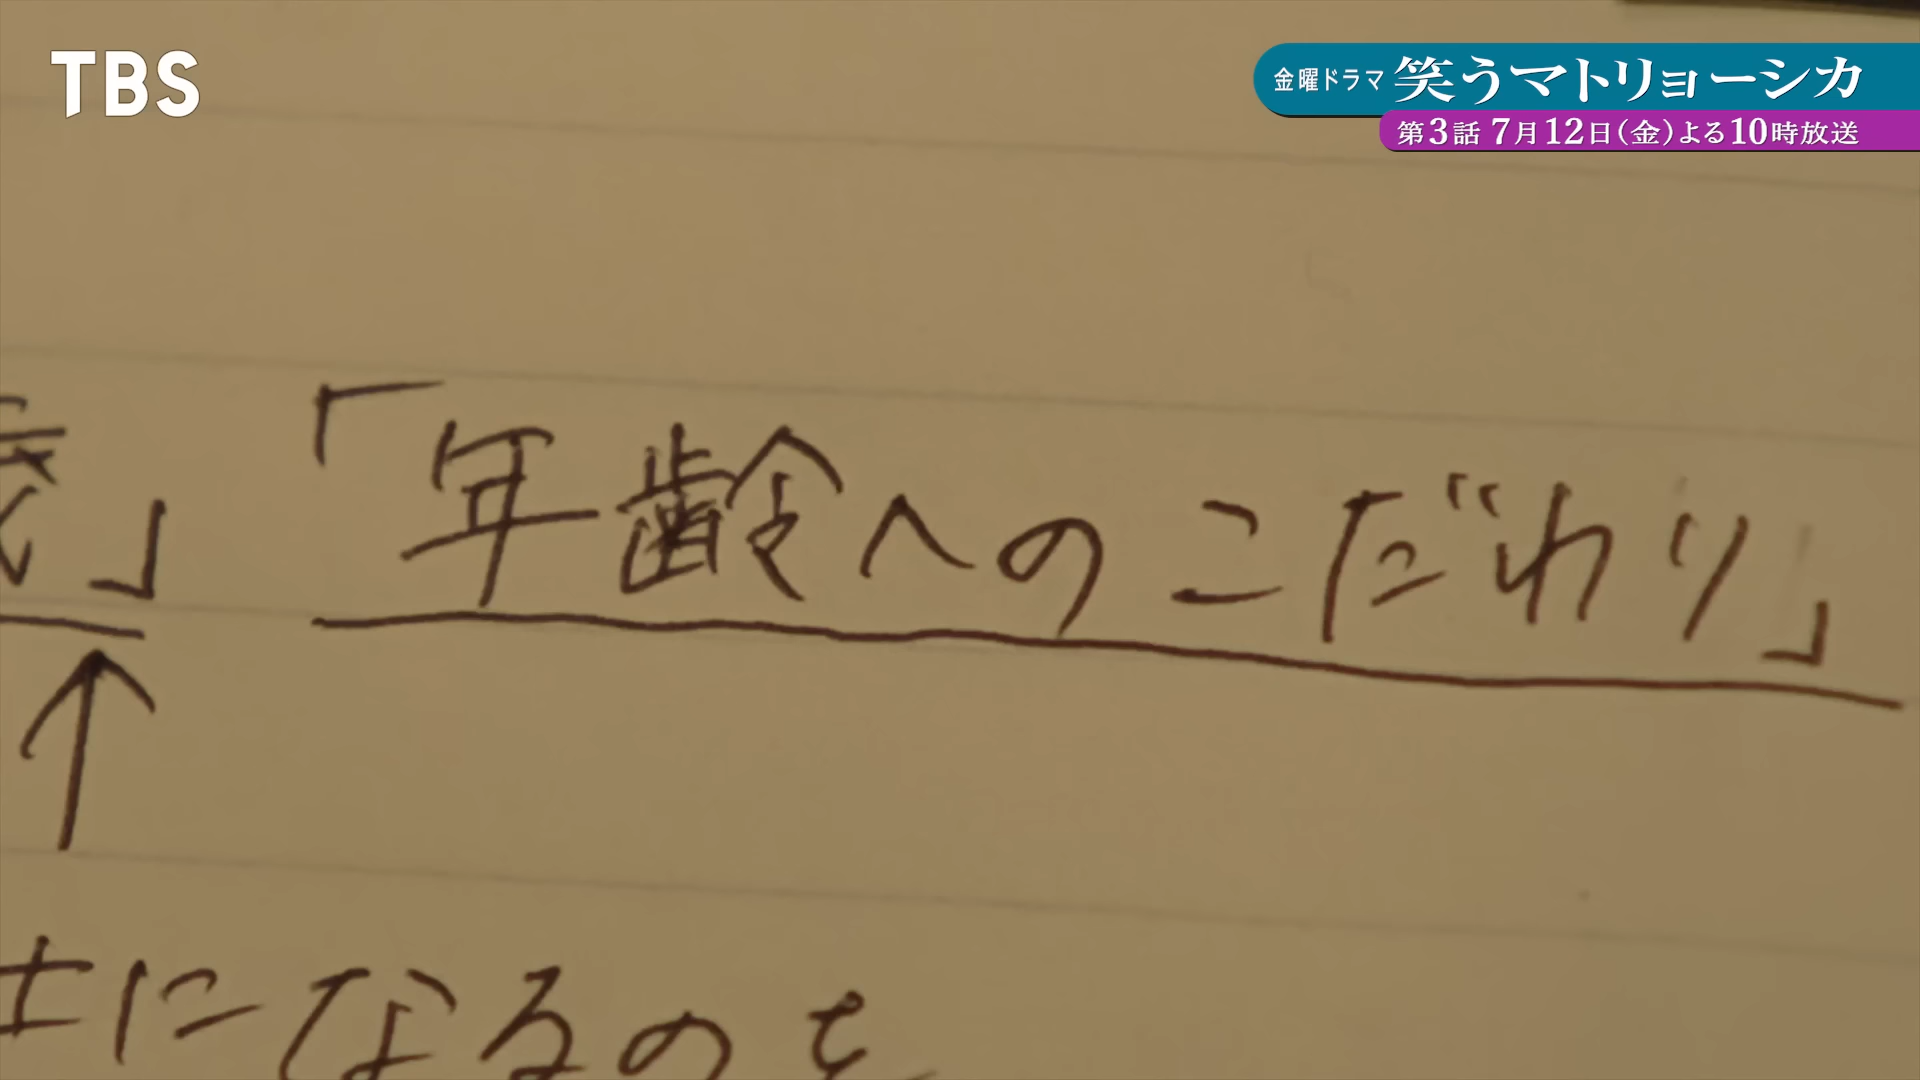 TBS
金曜ドラマ 笑うマトリョーシカ
第3話 7月12日(金)よる10時放送
」 「年齢へのこだわり」
になるのを